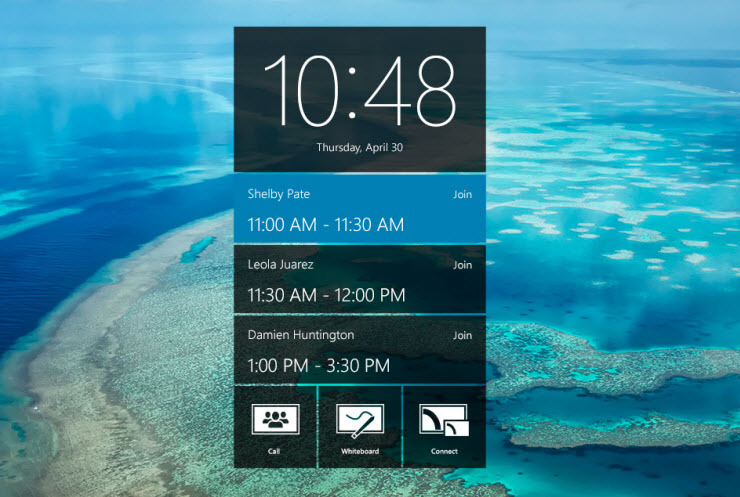 10:48
Thursday, April 30
Shelby Pate Join
11:00 AM - 11:30 AM
Leola Juarez Join
11:30 AM - 12:00 PM
Damien Huntington Join
1:00 PM - 3:30 PM
Call Whiteboard Connect